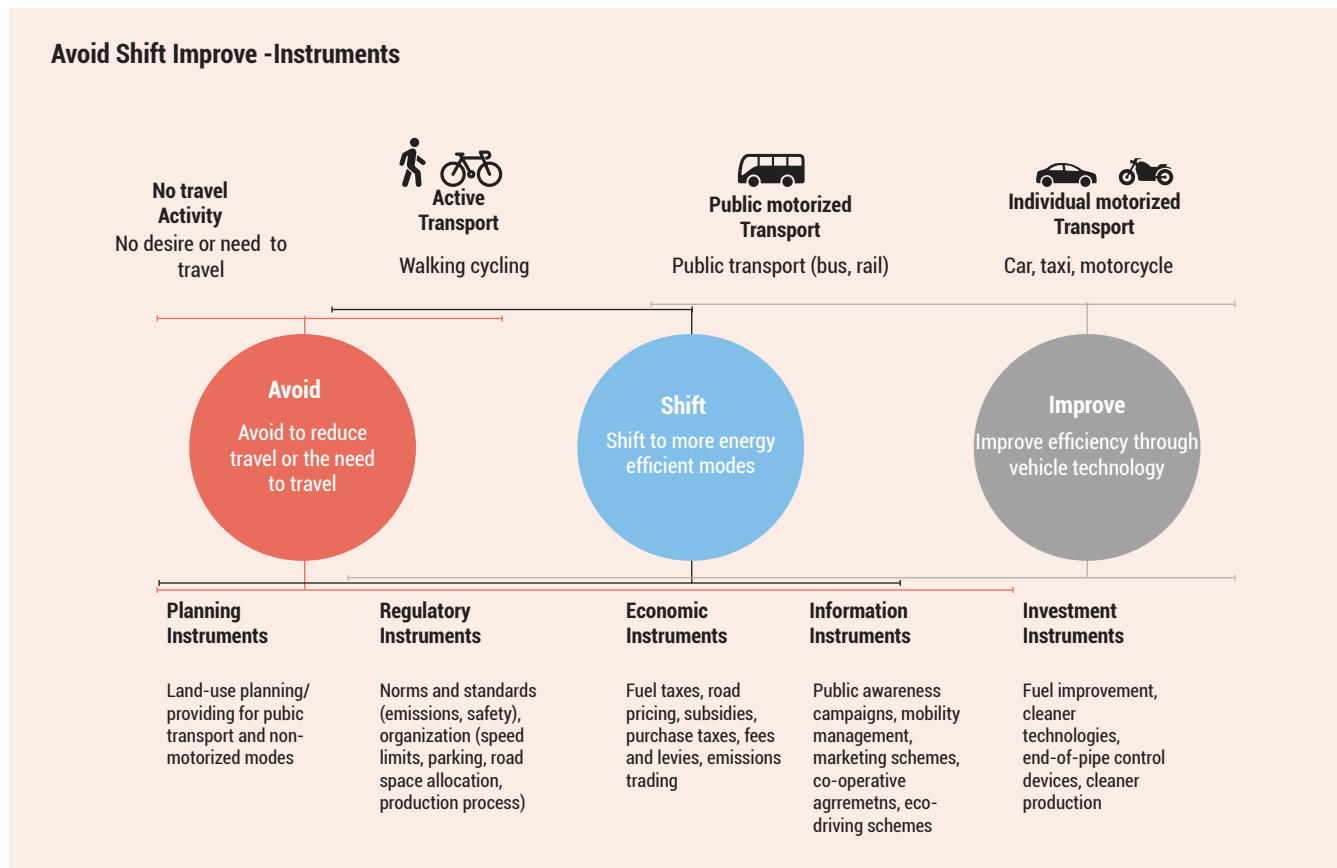 Avoid Shift Improve -Instruments
No travel
Activity
No desire or need to
travel
Active
Transport
Walking cycling
Public motorized
Transport
Public transport (bus, rail)
Individual motorized
Transport
Car, taxi, motorcycle
Avoid
Avoid to reduce
travel or the need
to travel
Shift
Shift to more energy
efficient modes
Improve
Improve efficiency through
vehicle technology
Planning
Instruments
Land-use planning/
providing for pubic
transport and non-
motorized modes
Regulatory
Instruments
Norms and standards
(emissions, safety),
organization (speed
limits, parking, road
space allocation,
production process)
Economic
Instruments
Fuel taxes, road
pricing, subsidies,
purchase taxes, fees
and levies, emissions
trading
Information
Instruments
Public awareness
campaigns, mobility
management,
marketing schemes,
co-operative
agrremetns, eco-
driving schemes
Investment
Instruments
Fuel improvement,
cleaner
technologies,
end-of-pipe control
devices, cleaner
production